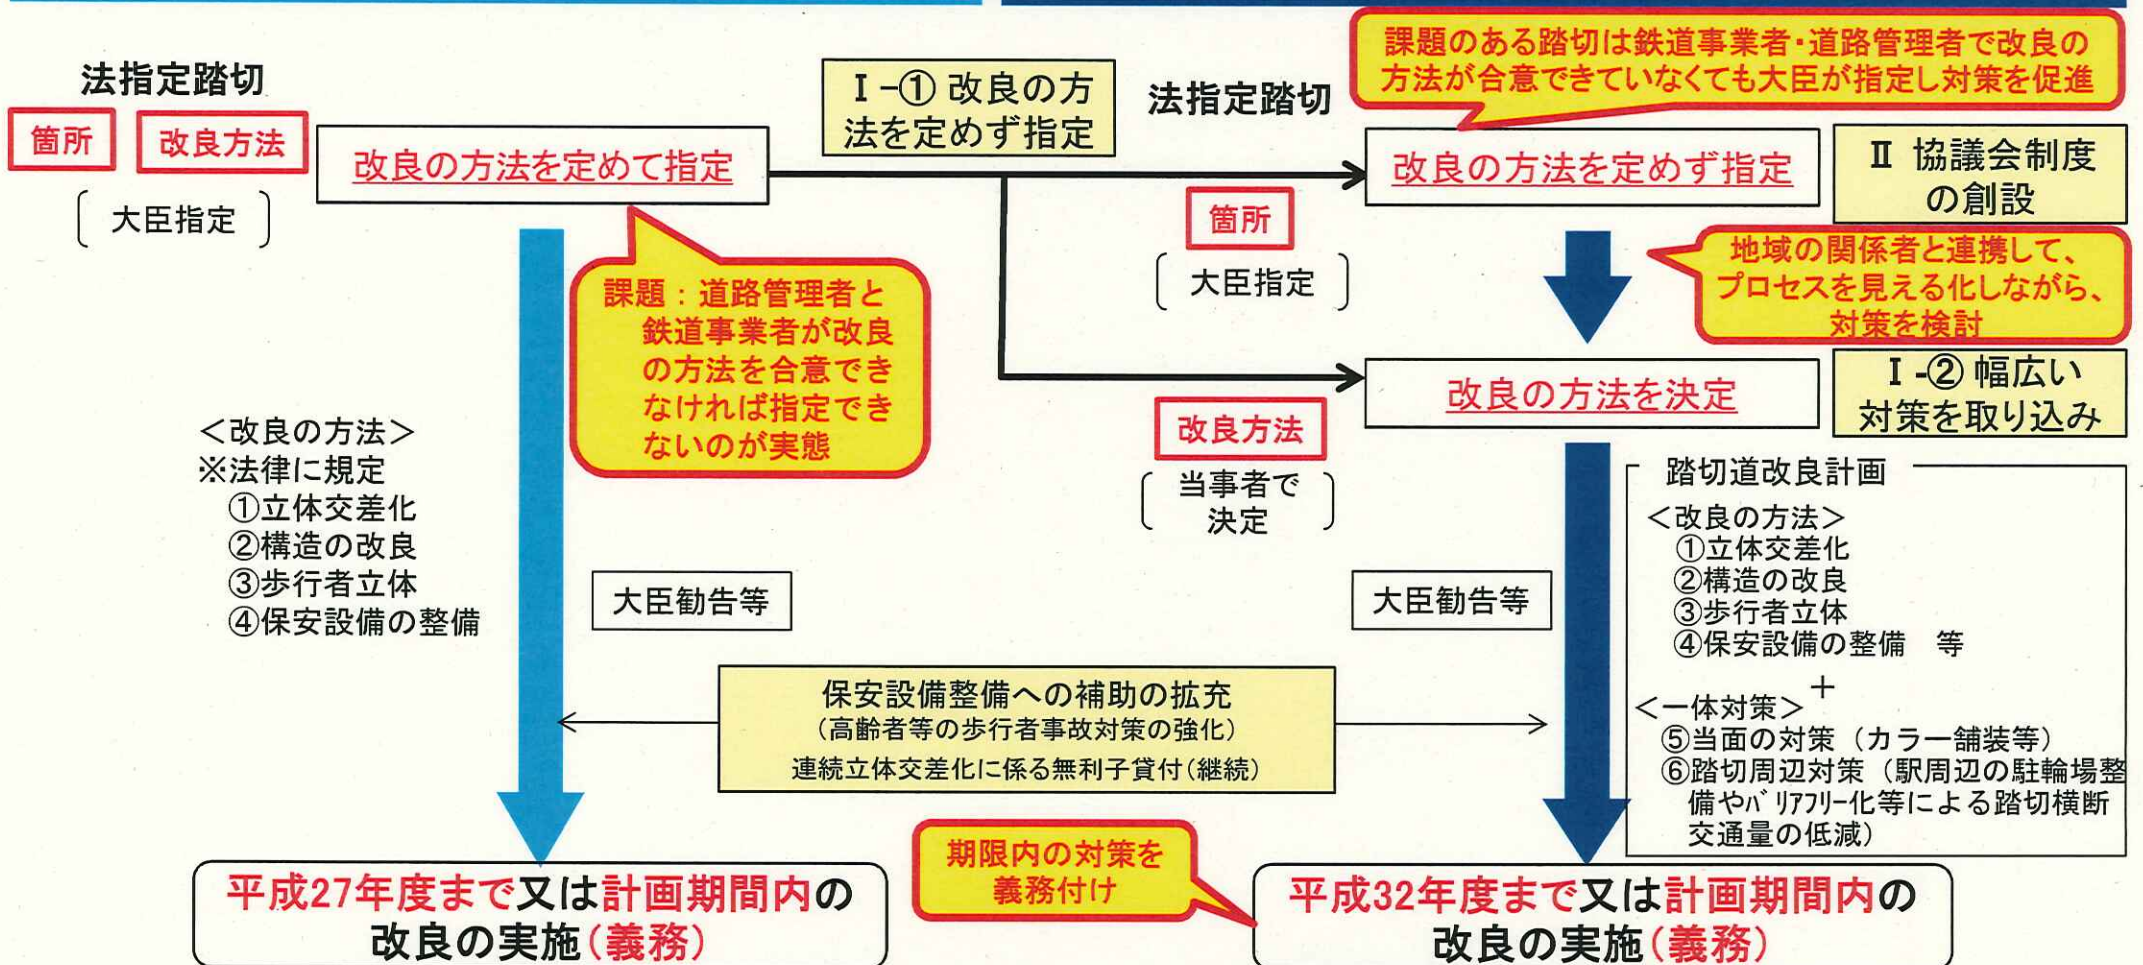 法指定踏切
箇所
改良方法
大臣指定
改良の方法を定めて指定
課題：道路管理者と
鉄道事業者が改良
の方法を合意でき
なければ指定でき
ないのが実態
＜改良の方法＞
※法律に規定
①立体交差化
②構造の改良
③歩行者立体
④保安設備の整備
大臣勧告等
平成27年度まで又は計画期間内の
改良の実施(義務)
Ⅰ-① 改良の方
法を定めず指定
法指定踏切
課題のある踏切は鉄道事業者・道路管理者で改良の
方法が合意できていなくても大臣が指定し対策を促進
改良の方法を定めず指定
Ⅱ 協議会制度
の創設
箇所
大臣指定
地域の関係者と連携して、
プロセスを見える化しながら、
対策を検討
改良の方法を決定
Ⅰ-② 幅広い
対策を取り込み
改良方法
当事者で
決定
大臣勧告等
踏切道改良計画
＜改良の方法＞
①立体交差化
②構造の改良
③歩行者立体
④保安設備の整備 等
＋
＜一体対策＞
⑤当面の対策（カラー舗装等）
⑥踏切周辺対策（駅周辺の駐輪場整
備やﾊﾞﾘｱﾌﾘｰ化等による踏切横断
交通量の低減）
保安設備整備への補助の拡充
(高齢者等の歩行者事故対策の強化)
連続立体交差化に係る無利子貸付(継続)
期限内の対策を
義務付け
平成32年度まで又は計画期間内の
改良の実施(義務)